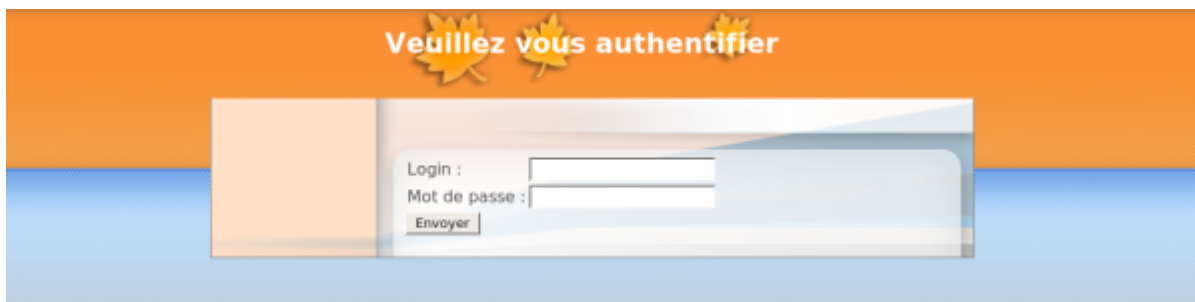 Veuillez vous authentifier
Login :
Mot de passe :
Envoyer